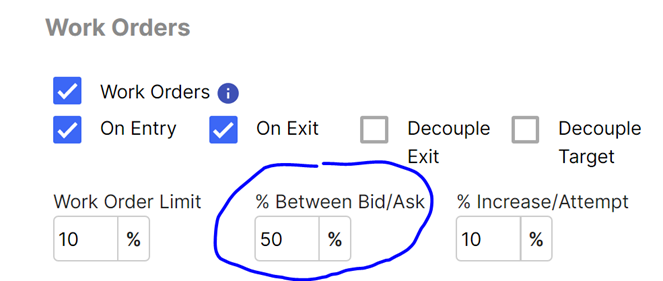 Work Orders
Work Orders i
On Entry On Exit Decouple Exit Decouple Target
Work Order Limit % Between Bid/Ask % Increase/Attempt
10 % 50 % 10 %